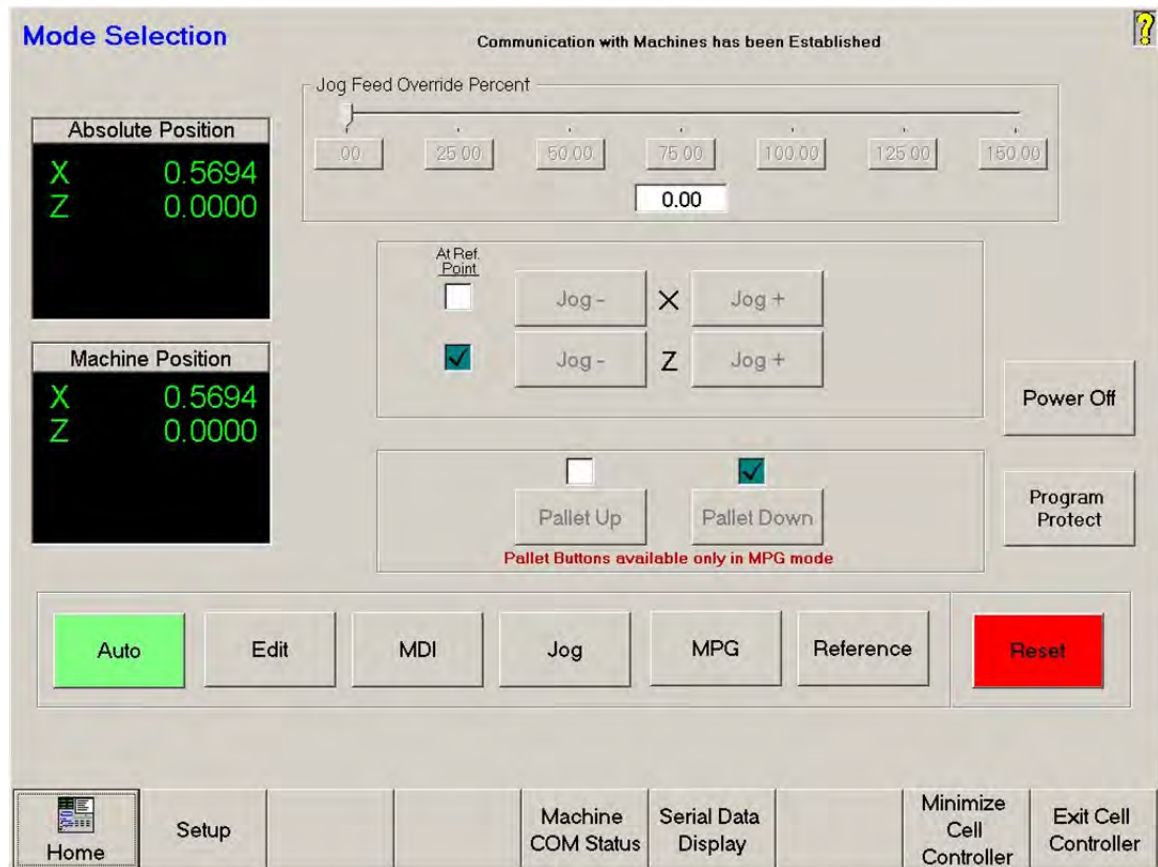 Mode Selection
Communication with Machines has been Established
?
Jog Feed Override Percent
.00 25.00 50.00 75.00 100.00 125.00 150.00
0.00
Absolute Position
X 0.5694
Z 0.0000
At Ref.
Point
Jog - X Jog +
Jog - Z Jog +
Machine Position
X 0.5694
Z 0.0000
Power Off
Pallet Up Pallet Down
Pallet Buttons available only in MPG mode
Program
Protect
Auto Edit MDI Jog MPG Reference Reset
Home
Setup
Machine
COM Status
Serial Data
Display
Minimize
Cell
Controller
Exit Cell
Controller